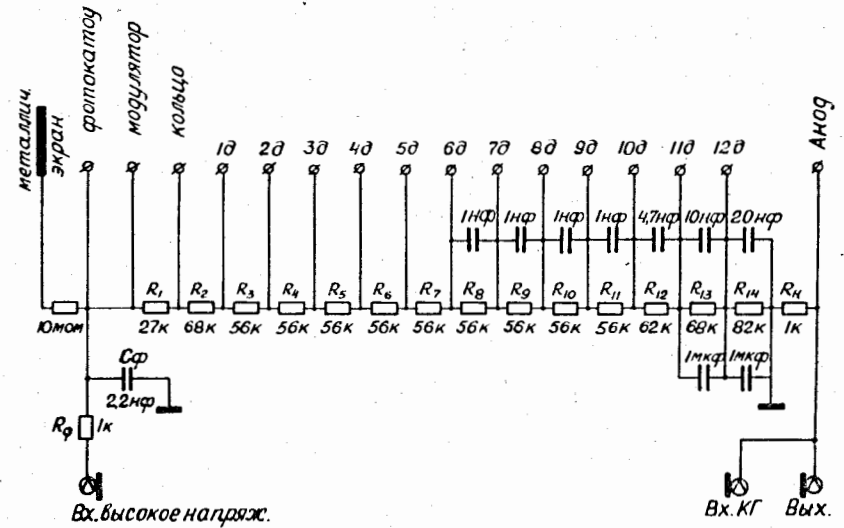 металлич.
экран
фотокатоу
модулятор
кольцо
1д 2д 3д 4д 5д 6д 7д 8д 9д 10д 11д 12д
Анод
1нф 1нф 1нф 1нф 4,7нф 10нф 20нф
R1 R2 R3 R4 R5 R6 R7 R8 R9 R10 R11 R12 R13 R14 Rн
10мом 27к 68к 56к 56к 56к 56к 56к 56к 56к 56к 56к 62к 68к 82к 1к
Сф
2,2нф
1мкф 1мкф
Rф 1к
Вх.высокое напряж.
Вх.КГ Вых.